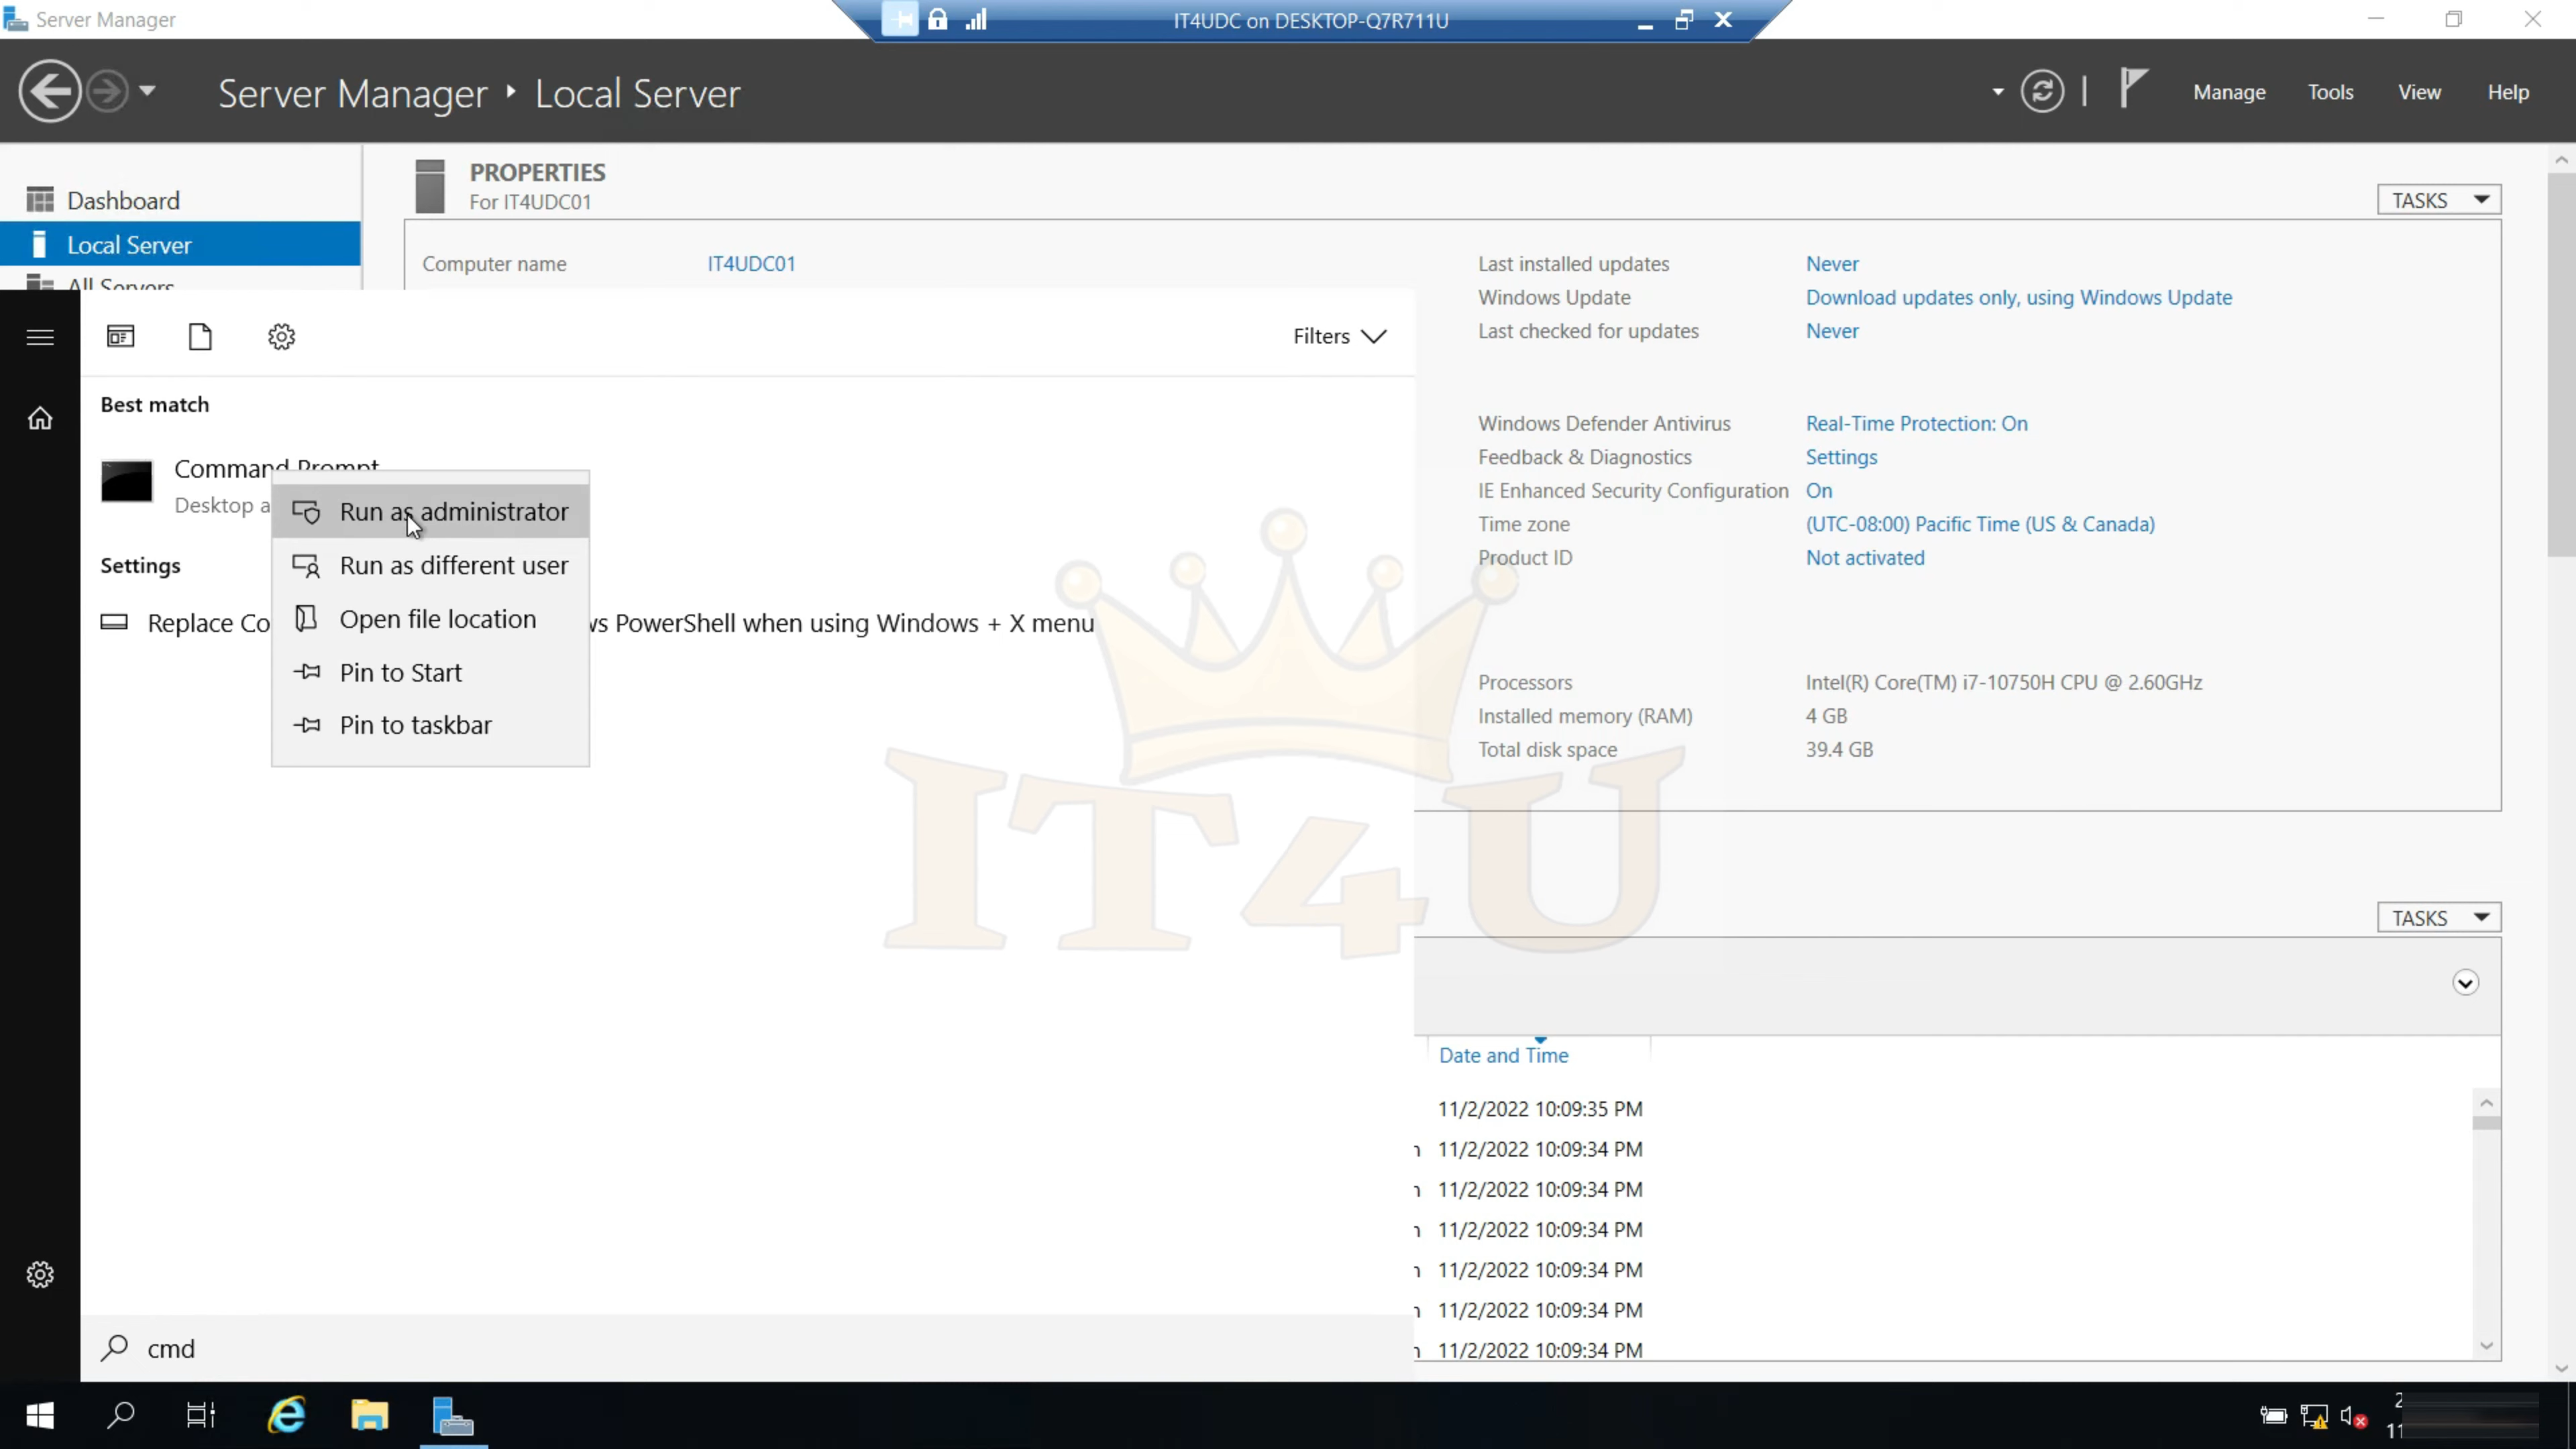 Server Manager
IT4UDC on DESKTOP-Q7R711U
Server Manager ‣ Local Server
Manage Tools View Help
Dashboard
Local Server
All Servers
PROPERTIES
For IT4UDC01
TASKS
Computer name IT4UDC01
Last installed updates Never
Windows Update Download updates only, using Windows Update
Last checked for updates Never
Windows Defender Antivirus Real-Time Protection: On
Feedback & Diagnostics Settings
IE Enhanced Security Configuration On
Time zone (UTC-08:00) Pacific Time (US & Canada)
Product ID Not activated
Processors Intel(R) Core(TM) i7-10750H CPU @ 2.60GHz
Installed memory (RAM) 4 GB
Total disk space 39.4 GB
Filters
Best match
Command Prompt
Desktop
Run as administrator
Run as different user
Open file location
Pin to Start
Pin to taskbar
Settings
Replace PowerShell when using Windows + X menu
IT4U
TASKS
Date and Time
11/2/2022 10:09:35 PM
11/2/2022 10:09:34 PM
11/2/2022 10:09:34 PM
11/2/2022 10:09:34 PM
11/2/2022 10:09:34 PM
11/2/2022 10:09:34 PM
11/2/2022 10:09:34 PM
cmd